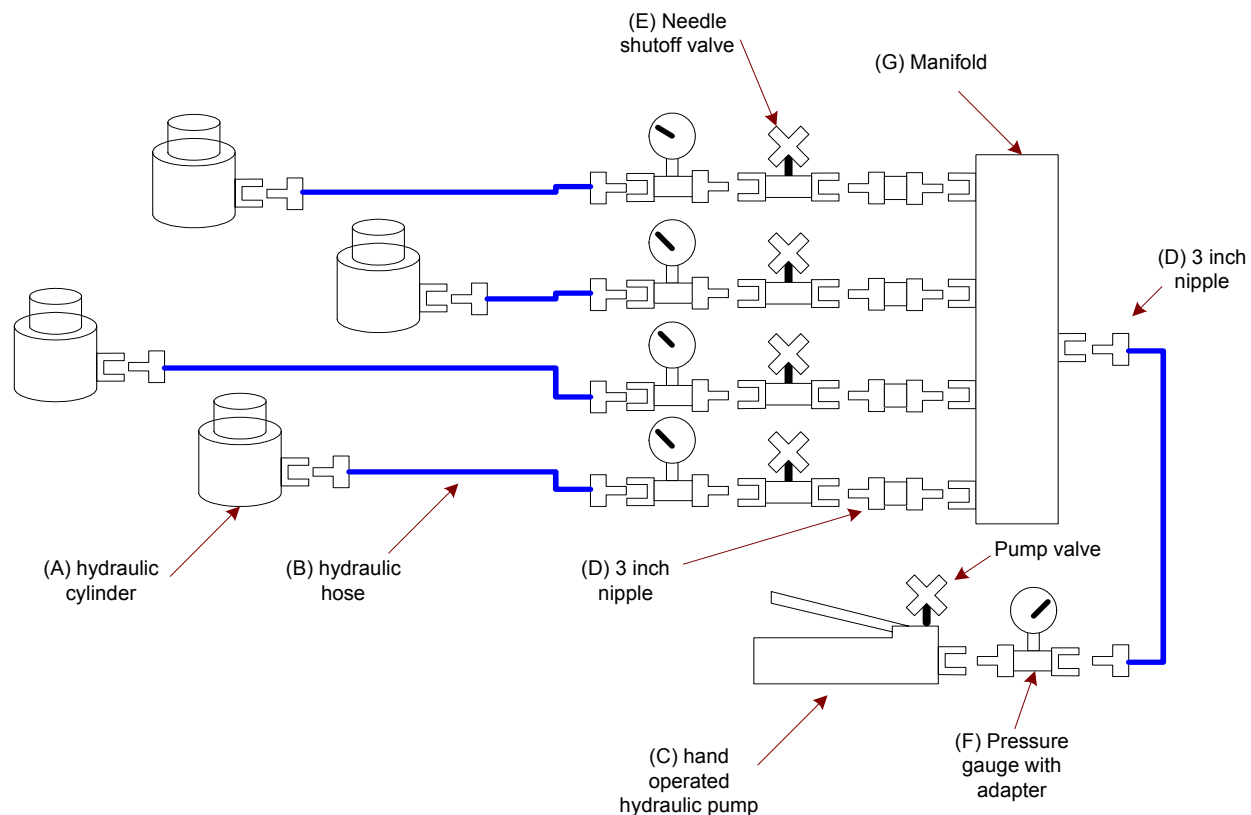 (E) Needle
shutoff valve
(G) Manifold
(D) 3 inch
nipple
(A) hydraulic
cylinder
(B) hydraulic
hose
(D) 3 inch
nipple
Pump valve
(C) hand
operated
hydraulic pump
(F) Pressure
gauge with
adapter